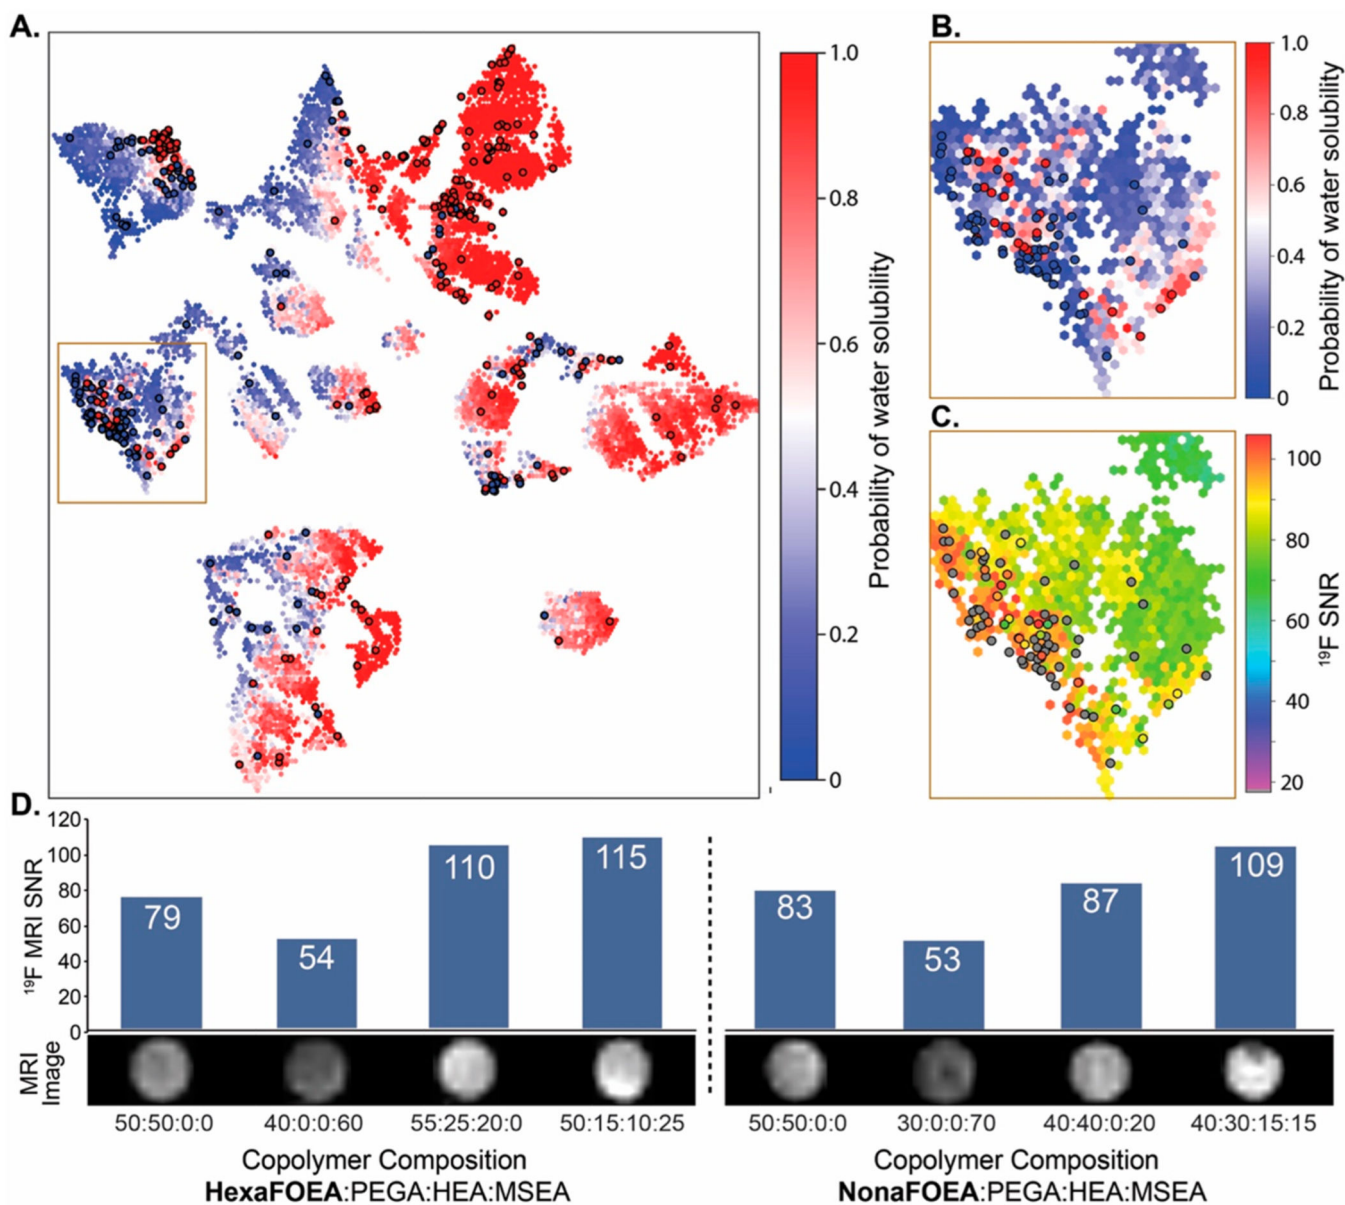 A.
1.0
0.8
0.6
0.4
0.2
0
Probability of water solubility
B.
1.0
0.8
0.6
0.4
0.2
0
Probability of water solubility
C.
100
80
60
40
20
¹⁹F SNR
D.
120
100
80
60
40
20
0
¹⁹F MRI SNR
79
54
110
115
83
53
87
109
MRI
Image
50:50:0:0
40:0:0:60
55:25:20:0
50:15:10:25
50:50:0:0
30:0:0:70
40:40:0:20
40:30:15:15
Copolymer Composition
HexaFOEA:PEGA:HEA:MSEA
Copolymer Composition
NonaFOEA:PEGA:HEA:MSEA